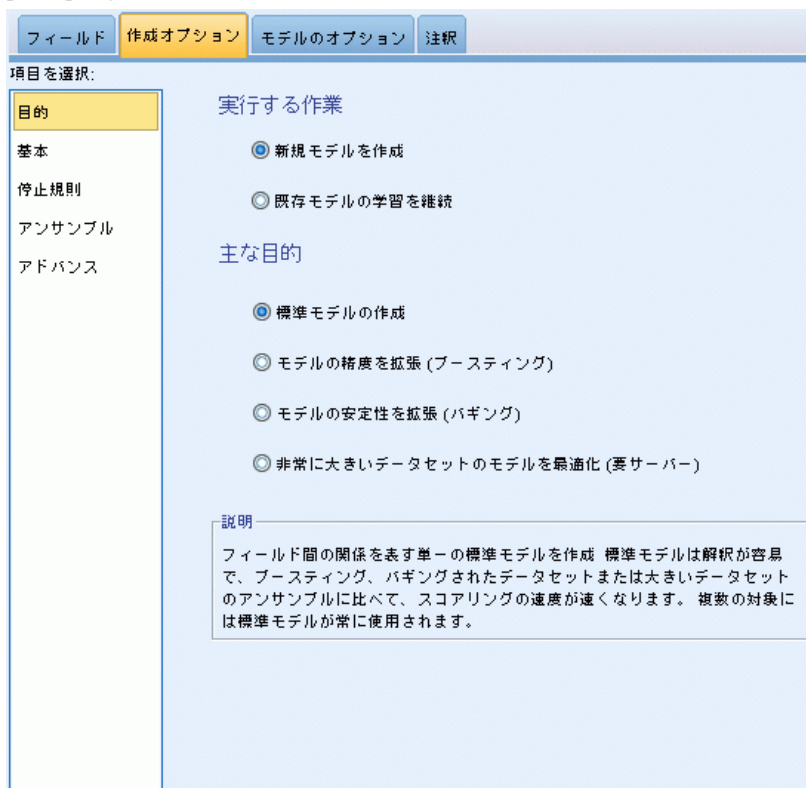 フィールド 作成オプション モデルのオプション 注釈
項目を選択:
目的
基本
停止規則
アンサンブル
アドバンス
実行する作業
新規モデルを作成
既存モデルの学習を継続
主な目的
標準モデルの作成
モデルの精度を拡張 (ブースティング)
モデルの安定性を拡張 (バギング)
非常に大きいデータセットのモデルを最適化 (要サーバー)
説明
フィールド間の関係を表す単一の標準モデルを作成 標準モデルは解釈が容易
で、ブースティング、バギングされたデータセットまたは大きいデータセット
のアンサンブルに比べて、スコアリングの速度が速くなります。 複数の対象に
は標準モデルが常に使用されます。